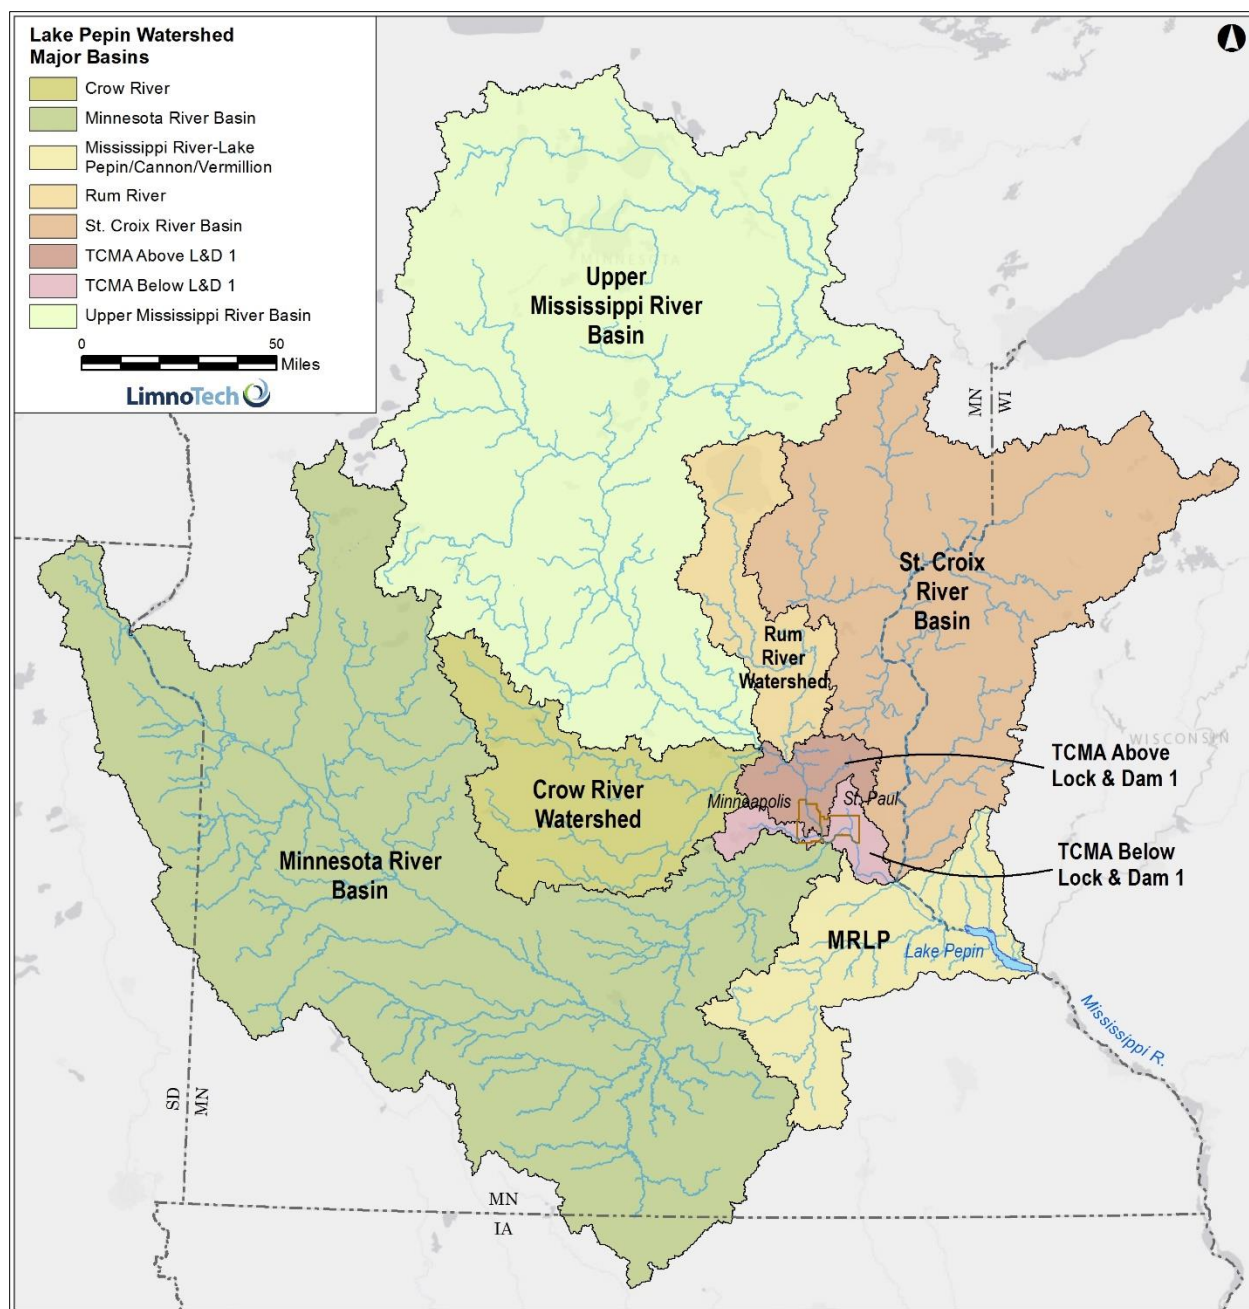 Lake Pepin Watershed
Major Basins
Crow River
Minnesota River Basin
Mississippi River-Lake
Pepin/Cannon/Vermillion
Rum River
St. Croix River Basin
TCMA Above L&D 1
TCMA Below L&D 1
Upper Mississippi River Basin
0 50
Miles
LimnoTech
MINNESOTA
Upper
Mississippi River
Basin
MN
WI
St. Croix
River
Basin
Rum
River
Watershed
WISCONSIN
TCMA Above
Lock & Dam 1
Minneapolis
St. Paul
Crow River
Watershed
Minnesota River
Basin
TCMA Below
Lock & Dam 1
MRLP
Lake Pepin
Mississippi R.
SD
MN
MN
IA